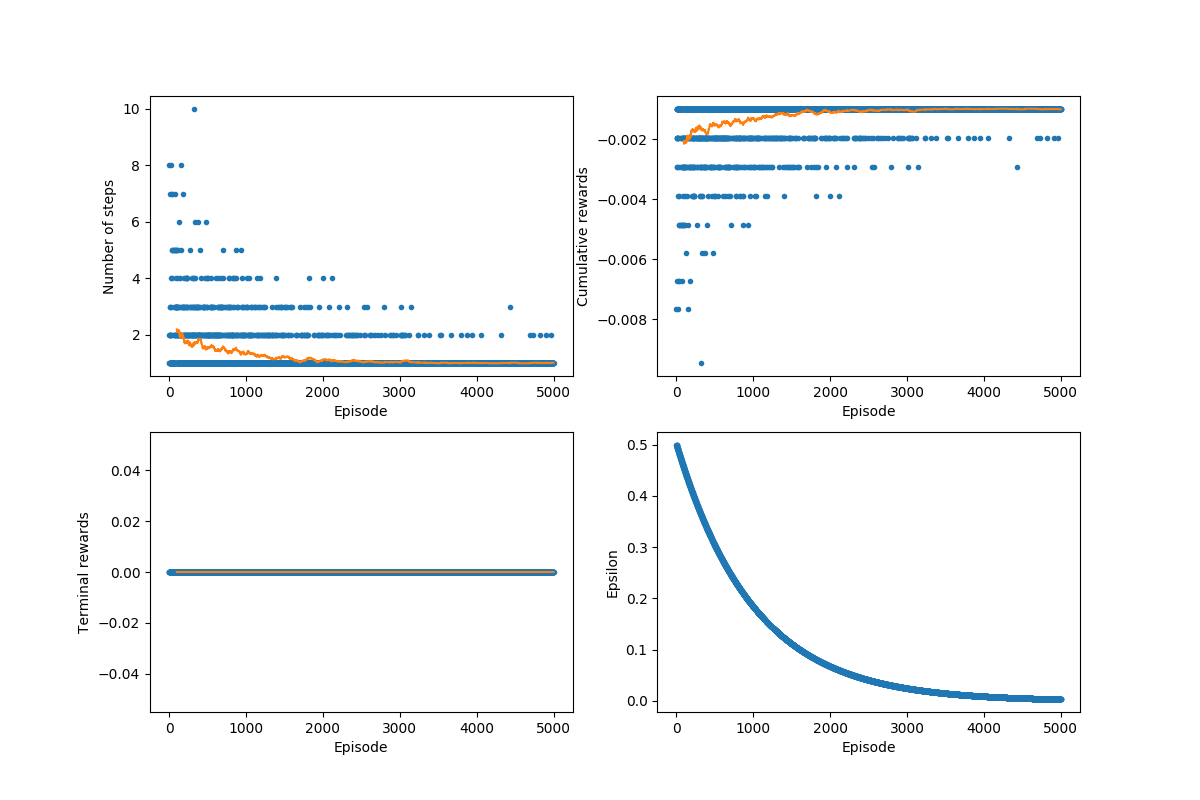 10
8
6
4
2
Number of steps
0 1000 2000 3000 4000 5000
Episode
−0.002
−0.004
−0.006
−0.008
Cumulative rewards
0 1000 2000 3000 4000 5000
Episode
0.04
0.02
0.00
−0.02
−0.04
Terminal rewards
0 1000 2000 3000 4000 5000
Episode
0.5
0.4
0.3
0.2
0.1
0.0
Epsilon
0 1000 2000 3000 4000 5000
Episode